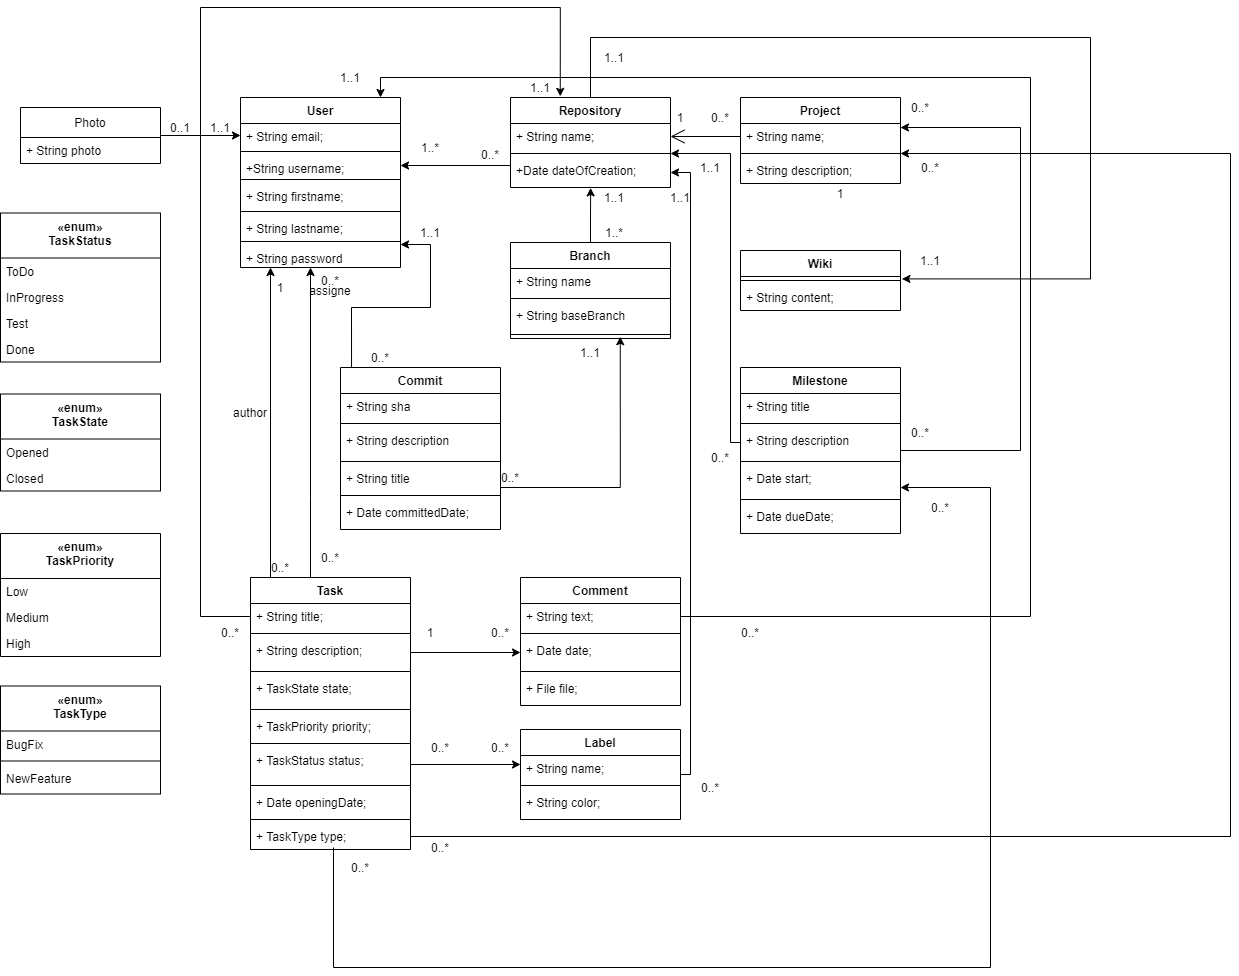 Photo
+ String photo
0..1
1..1
«enum»
TaskStatus
ToDo
InProgress
Test
Done
«enum»
TaskState
Opened
Closed
«enum»
TaskPriority
Low
Medium
High
«enum»
TaskType
BugFix
NewFeature
1..1
User
+ String email;
+String username;
+ String firstname;
+ String lastname;
+ String password
1..*
0..*
1..1
1
0..*
assigne
author
0..*
0..*
0..*
1..1
1..1
Repository
+ String name;
+Date dateOfCreation;
1
0..*
1..1
1..1
1..1
1..*
Branch
+ String name
+ String baseBranch
1..1
0..*
Commit
+ String sha
+ String description
+ String title
+ Date committedDate;
0..*
Project
+ String name;
+ String description;
0..*
0..*
1
Wiki
+ String content;
1..1
Milestone
+ String title
+ String description
+ Date start;
+ Date dueDate;
0..*
0..*
0..*
Task
+ String title;
+ String description;
+ TaskState state;
+ TaskPriority priority;
+ TaskStatus status;
+ Date openingDate;
+ TaskType type;
1
0..*
0..*
0..*
0..*
0..*
Comment
+ String text;
+ Date date;
+ File file;
0..*
Label
+ String name;
+ String color;
0..*